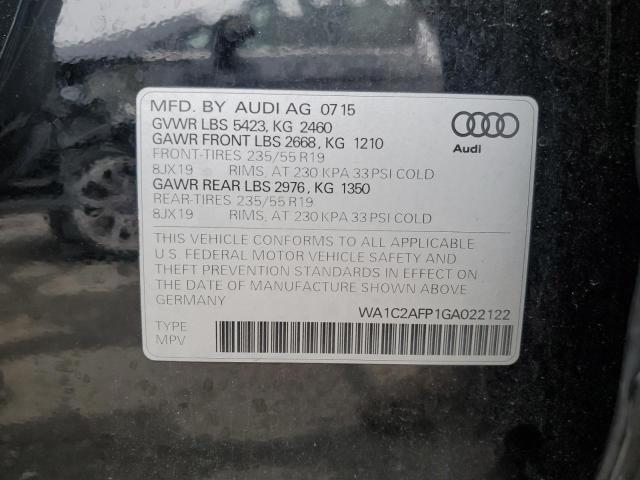 MFD. BY AUDI AG 07 15
GVWR LBS 5423, KG 2460
GAWR FRONT LBS 2668, KG 1210
FRONT-TIRES 235/55 R19
8JX19 RIMS, AT 230 KPA 33 PSI COLD
GAWR REAR LBS 2976, KG 1350
REAR-TIRES 235/55 R19
8JX19 RIMS, AT 230 KPA 33 PSI COLD
Audi
THIS VEHICLE CONFORMS TO ALL APPLICABLE
U.S. FEDERAL MOTOR VEHICLE SAFETY AND
THEFT PREVENTION STANDARDS IN EFFECT ON
THE DATE OF MANUFACTURE SHOWN ABOVE.
GERMANY
WA1C2AFP1GA022122
TYPE
MPV